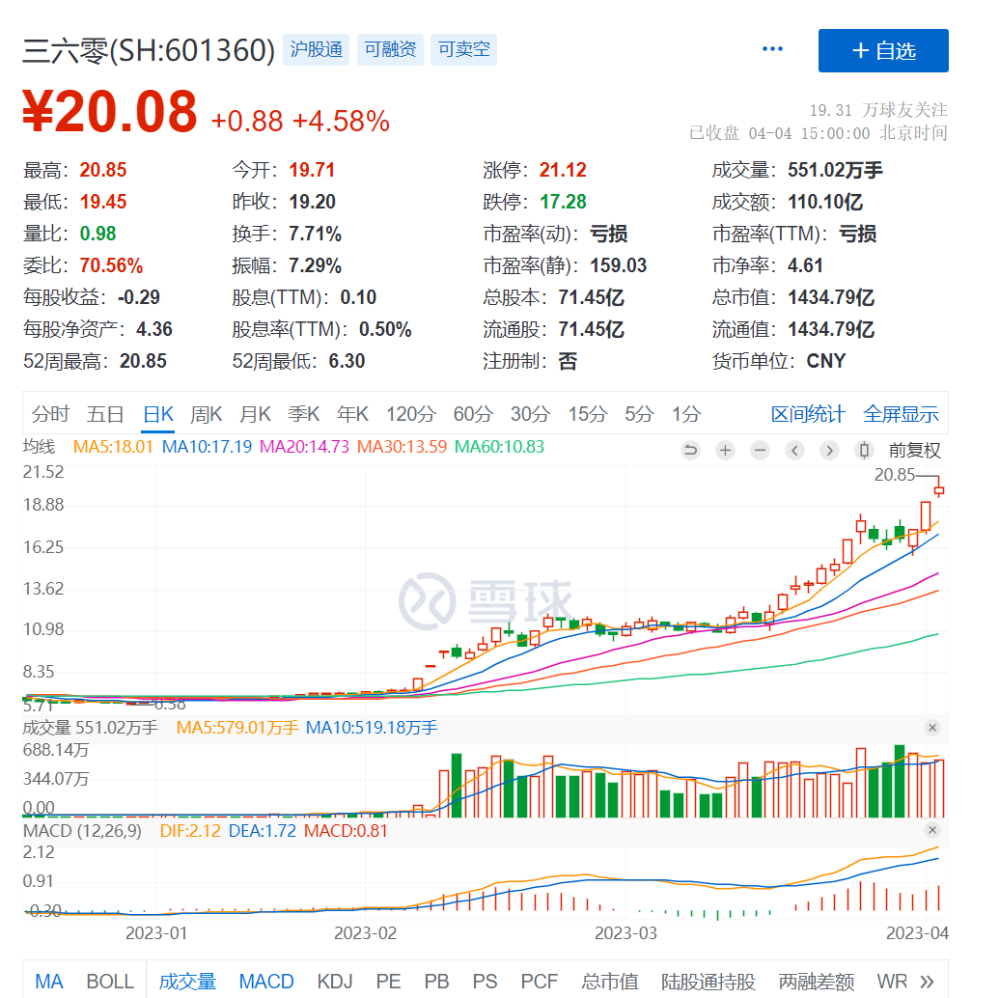 三六零(SH:601360) 沪股通 可融资 可卖空 ··· ＋自选
¥20.08 +0.88 +4.58%
19.31 万球友关注
已收盘 04-04 15:00:00 北京时间
最高：20.85 今开：19.71 涨停：21.12 成交量：551.02万手
最低：19.45 昨收：19.20 跌停：17.28 成交额：110.10亿
量比：0.98 换手：7.71% 市盈率(动)：亏损 市盈率(TTM)：亏损
委比：70.56% 振幅：7.29% 市盈率(静)：159.03 市净率：4.61
每股收益：-0.29 股息(TTM)：0.10 总股本：71.45亿 总市值：1434.79亿
每股净资产：4.36 股息率(TTM)：0.50% 流通股：71.45亿 流通值：1434.79亿
52周最高：20.85 52周最低：6.30 注册制：否 货币单位：CNY
分时 五日 日K 周K 月K 季K 年K 120分 60分 30分 15分 5分 1分 区间统计 全屏显示
均线 MA5:18.01 MA10:17.19 MA20:14.73 MA30:13.59 MA60:10.83 前复权
21.52
20.85
18.88
16.25
13.62
雪球
10.98
8.35
5.71
6.38
成交量 551.02万手 MA5:579.01万手 MA10:519.18万手
688.14万
344.07万
0.00
MACD (12,26,9) DIF:2.12 DEA:1.72 MACD:0.81
2.12
0.91
-0.30
2023-01 2023-02 2023-03 2023-04
MA BOLL 成交量 MACD KDJ PE PB PS PCF 总市值 陆股通持股 两融差额 WR »